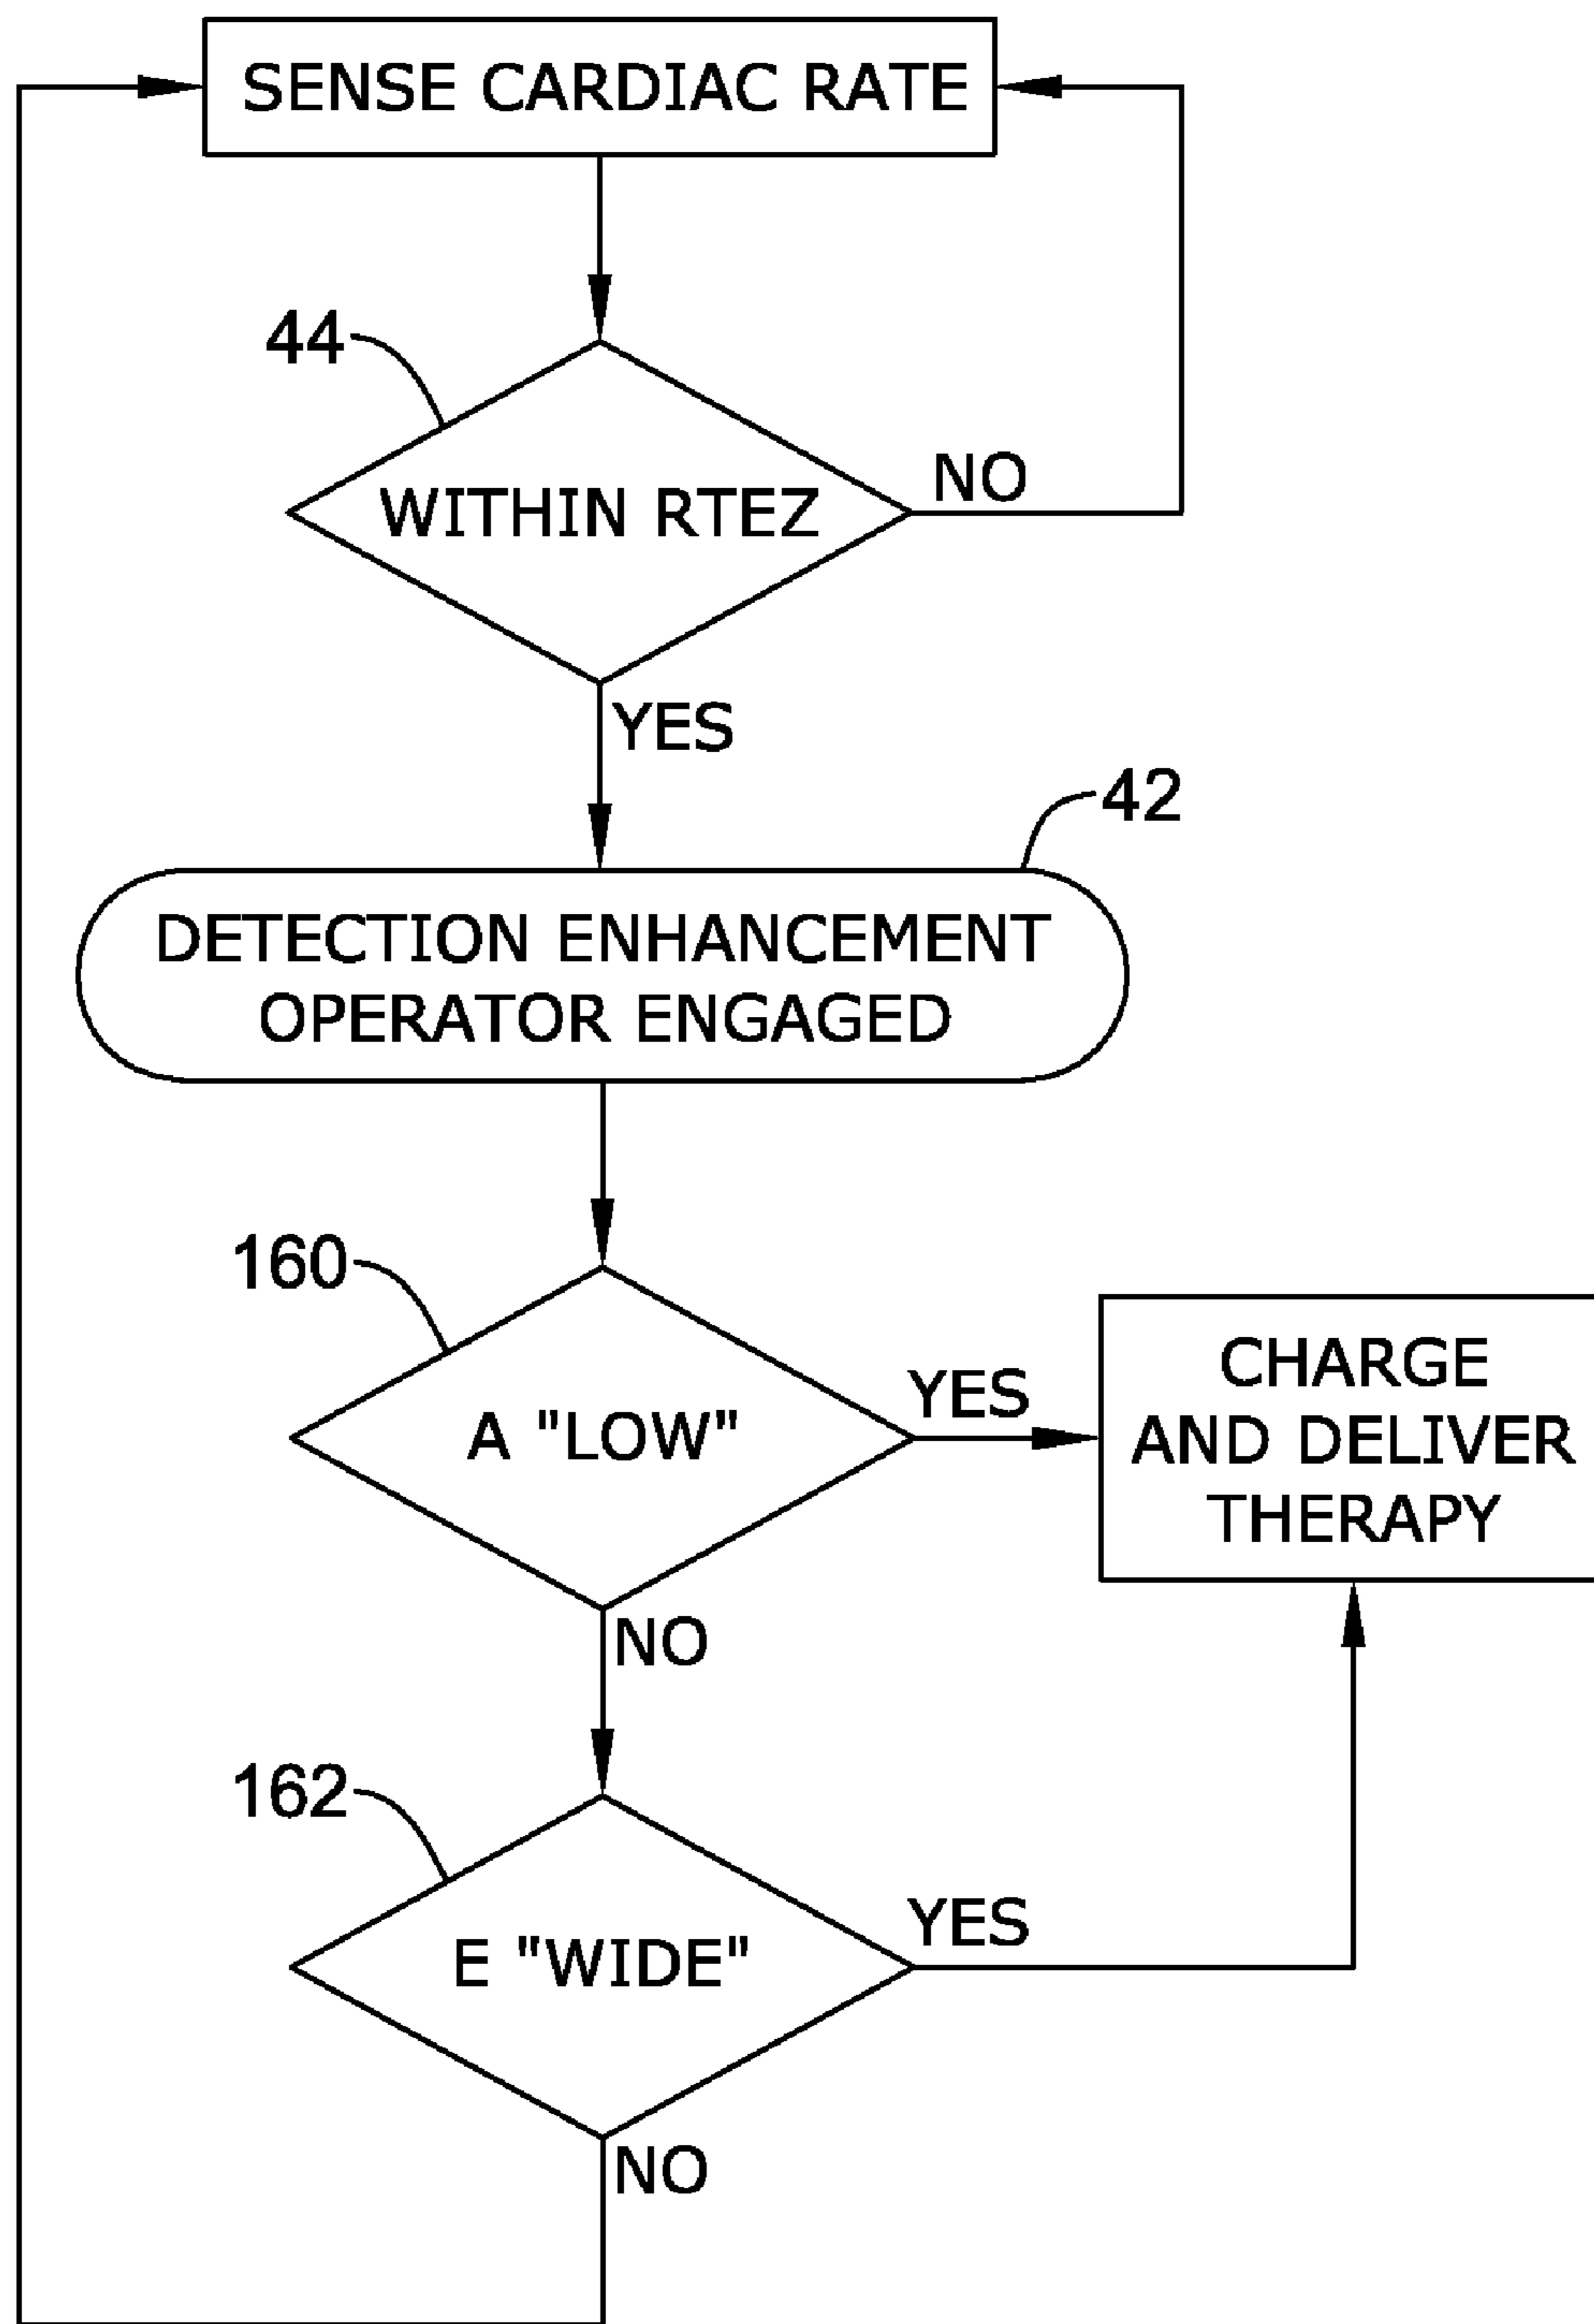 SENSE CARDIAC RATE
44
WITHIN RTEZ
NO
YES
42
DETECTION ENHANCEMENT
OPERATOR ENGAGED
160
A "LOW"
YES
CHARGE
AND DELIVER
THERAPY
NO
162
E "WIDE"
YES
NO